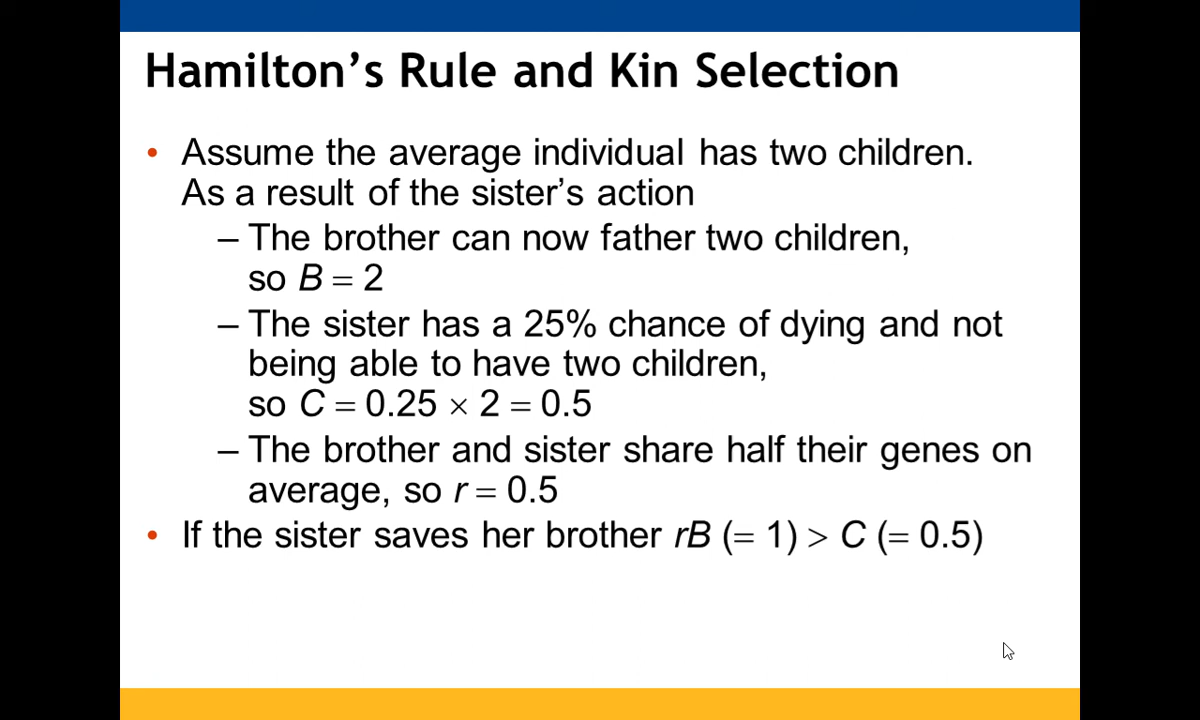 Hamilton’s Rule and Kin Selection
• Assume the average individual has two children.
As a result of the sister’s action
– The brother can now father two children,
so B = 2
– The sister has a 25% chance of dying and not
being able to have two children,
so C = 0.25 × 2 = 0.5
– The brother and sister share half their genes on
average, so r = 0.5
• If the sister saves her brother rB (= 1) > C (= 0.5)